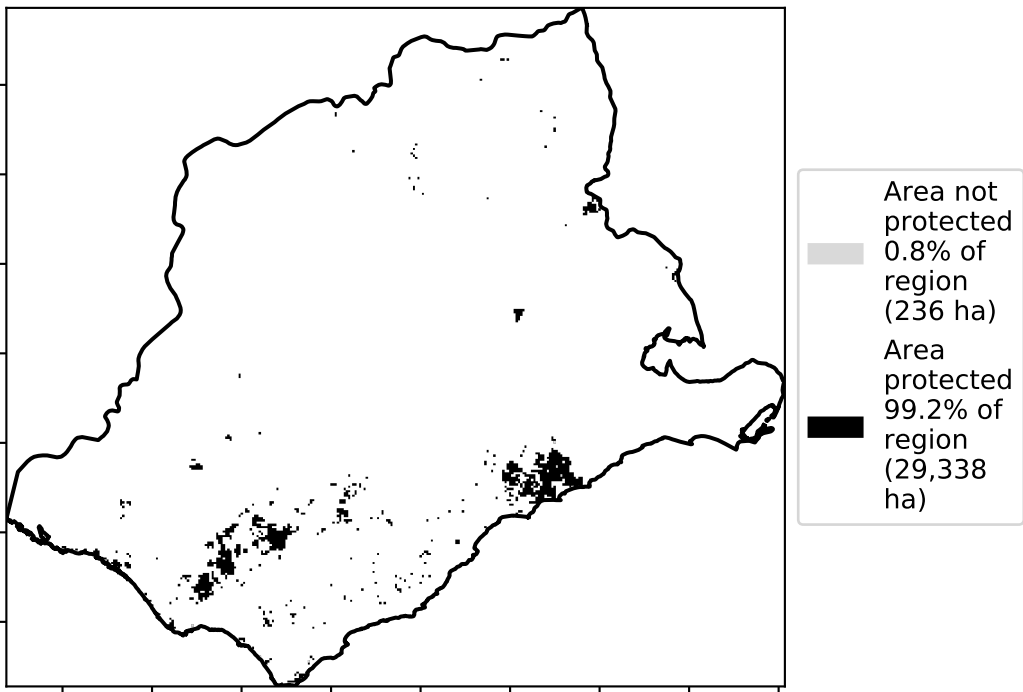 Area not
protected
0.8% of
region
(236 ha)
Area
protected
99.2% of
region
(29,338
ha)